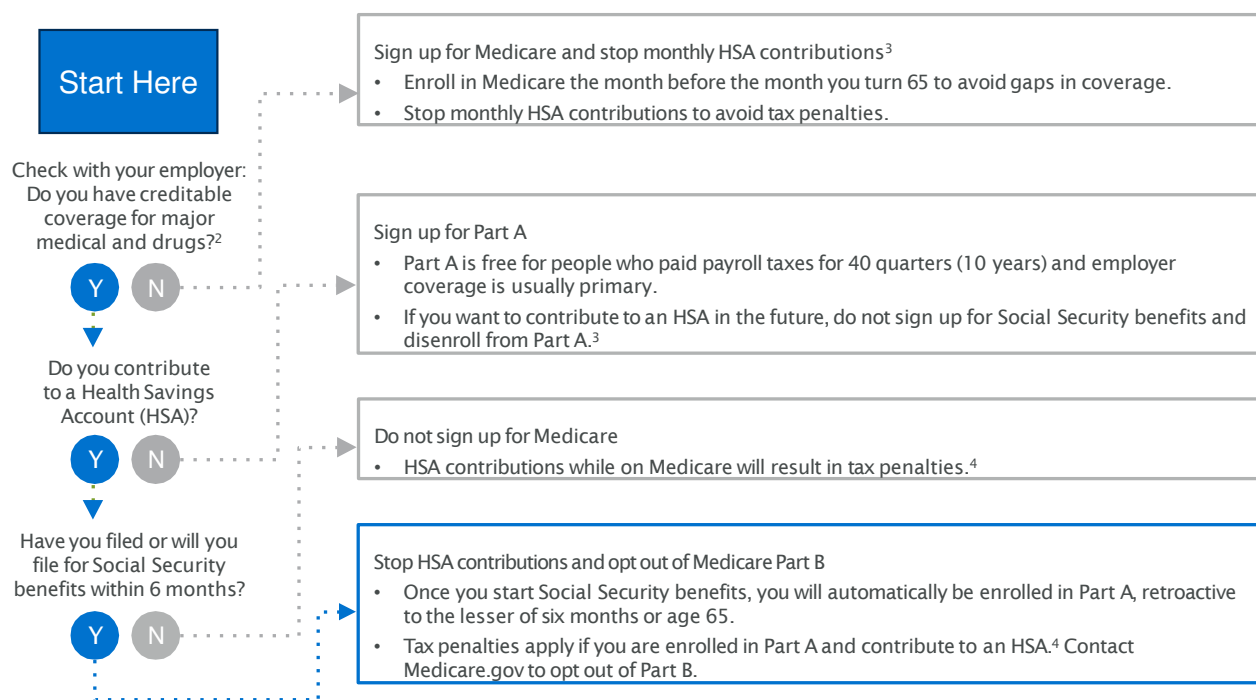 Start Here
Check with your employer:
Do you have creditable
coverage for major
medical and drugs?²
Y N
Do you contribute
to a Health Savings
Account (HSA)?
Y N
Have you filed or will you
file for Social Security
benefits within 6 months?
Y N
Sign up for Medicare and stop monthly HSA contributions³
• Enroll in Medicare the month before the month you turn 65 to avoid gaps in coverage.
• Stop monthly HSA contributions to avoid tax penalties.
Sign up for Part A
• Part A is free for people who paid payroll taxes for 40 quarters (10 years) and employer
coverage is usually primary.
• If you want to contribute to an HSA in the future, do not sign up for Social Security benefits and
disenroll from Part A.³
Do not sign up for Medicare
• HSA contributions while on Medicare will result in tax penalties.⁴
Stop HSA contributions and opt out of Medicare Part B
• Once you start Social Security benefits, you will automatically be enrolled in Part A, retroactive
to the lesser of six months or age 65.
• Tax penalties apply if you are enrolled in Part A and contribute to an HSA.⁴ Contact
Medicare.gov to opt out of Part B.